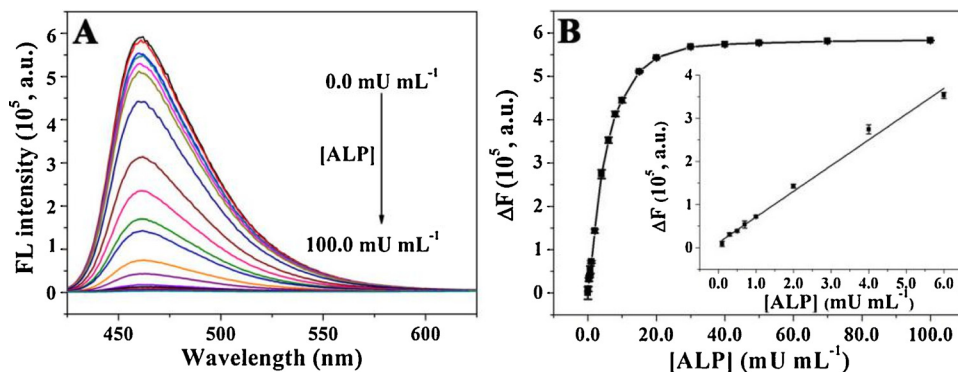 A
FL intensity (10⁵, a.u.)
6
5
4
3
2
1
0
0.0 mU mL⁻¹
[ALP]
100.0 mU mL⁻¹
450 500 550 600
Wavelength (nm)
B
ΔF (10⁵, a.u.)
6
5
4
3
2
1
0
0.0 20.0 40.0 60.0 80.0 100.0
[ALP] (mU mL⁻¹)
ΔF (10⁵, a.u.)
4
3
2
1
0
0.0 1.0 2.0 3.0 4.0 5.0 6.0
[ALP] (mU mL⁻¹)